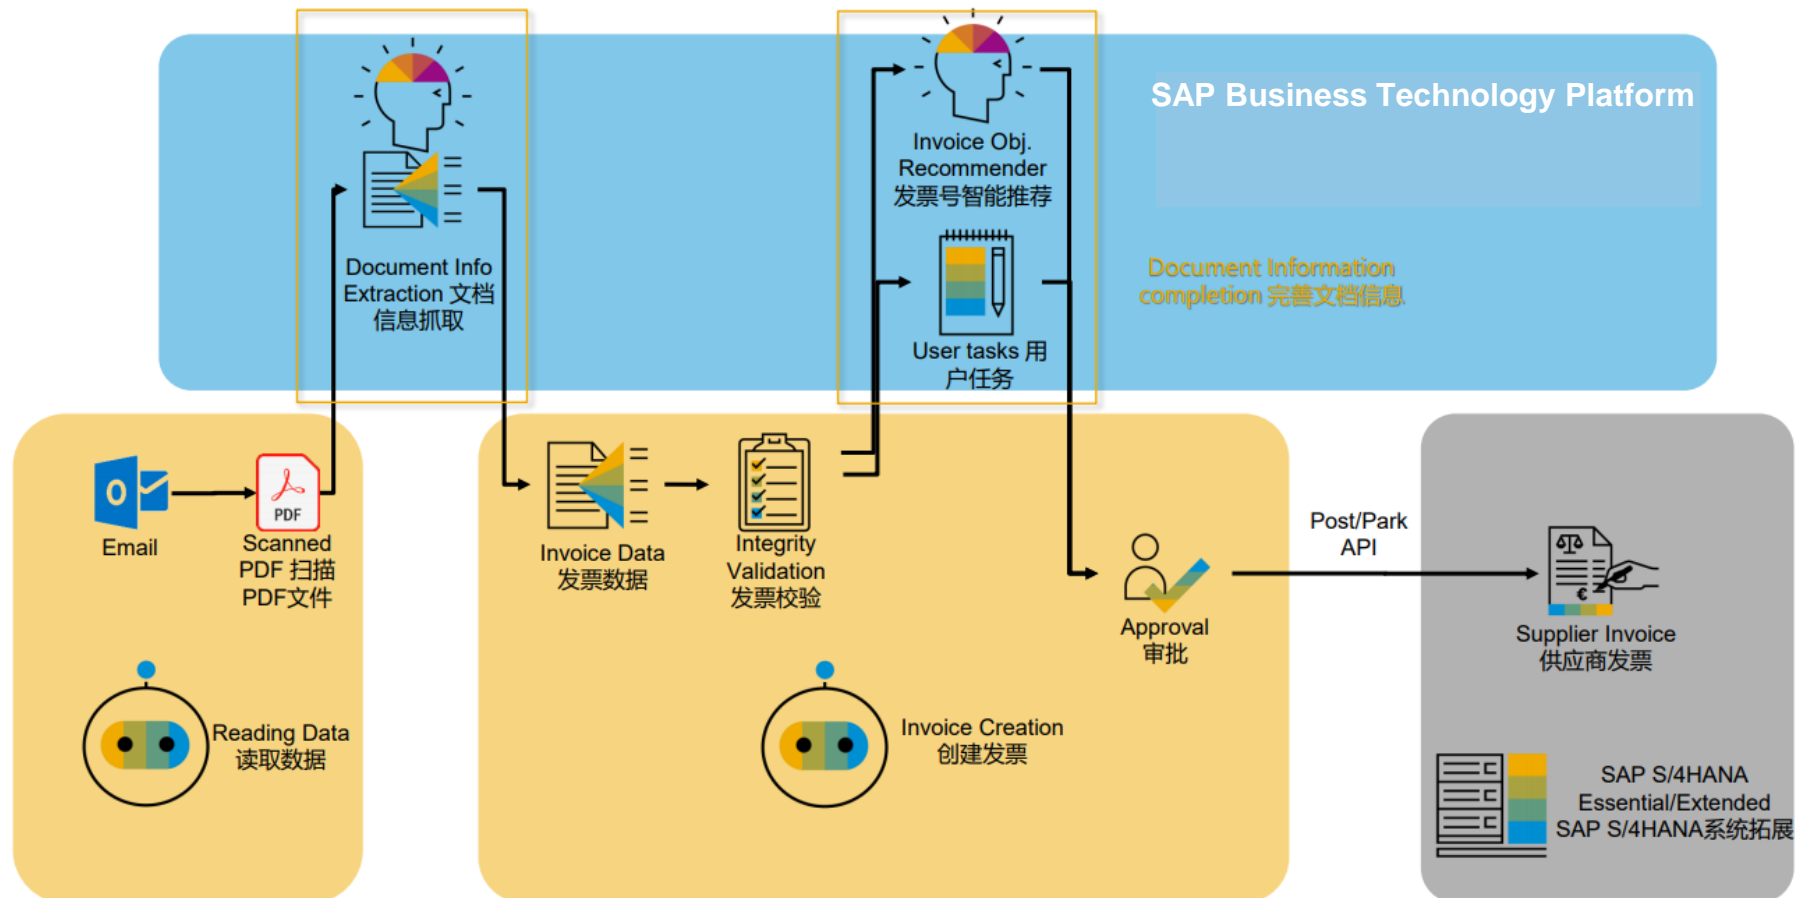 SAP Business Technology Platform
Invoice Obj.
Recommender
发票号智能推荐
Document Info
Extraction 文档
信息抓取
Document Information
completion 完善文档信息
User tasks 用
户任务
Email
PDF
Scanned
PDF 扫描
PDF文件
Invoice Data
发票数据
Integrity
Validation
发票校验
Approval
审批
Post/Park
API
€
Supplier Invoice
供应商发票
Reading Data
读取数据
Invoice Creation
创建发票
SAP S/4HANA
Essential/Extended
SAP S/4HANA系统拓展